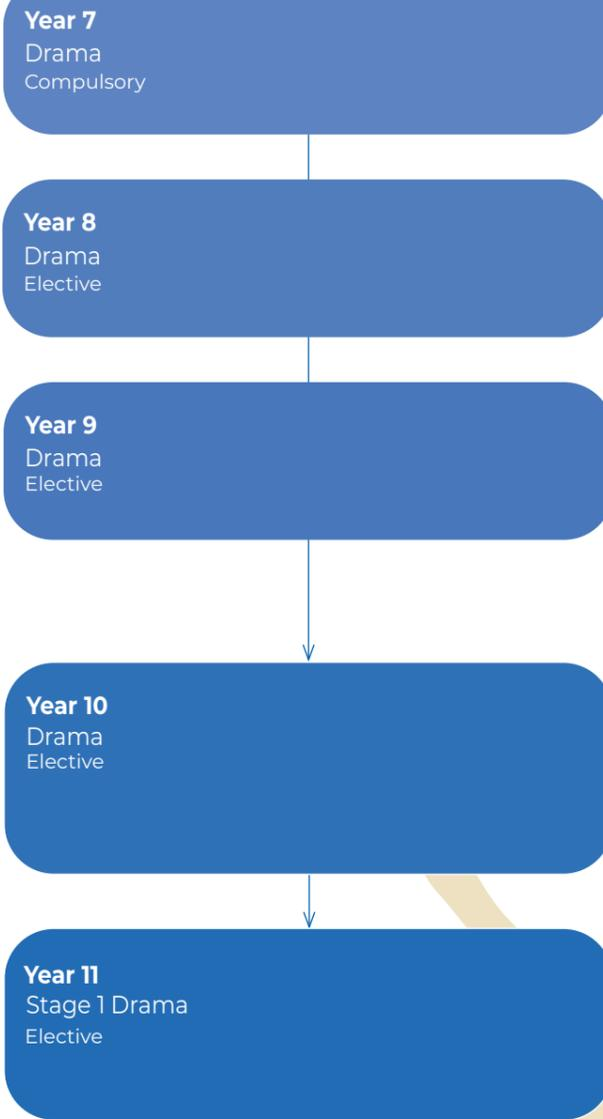 Year 7
Drama
Compulsory
Year 8
Drama
Elective
Year 9
Drama
Elective
Year 10
Drama
Elective
Year 11
Stage 1 Drama
Elective